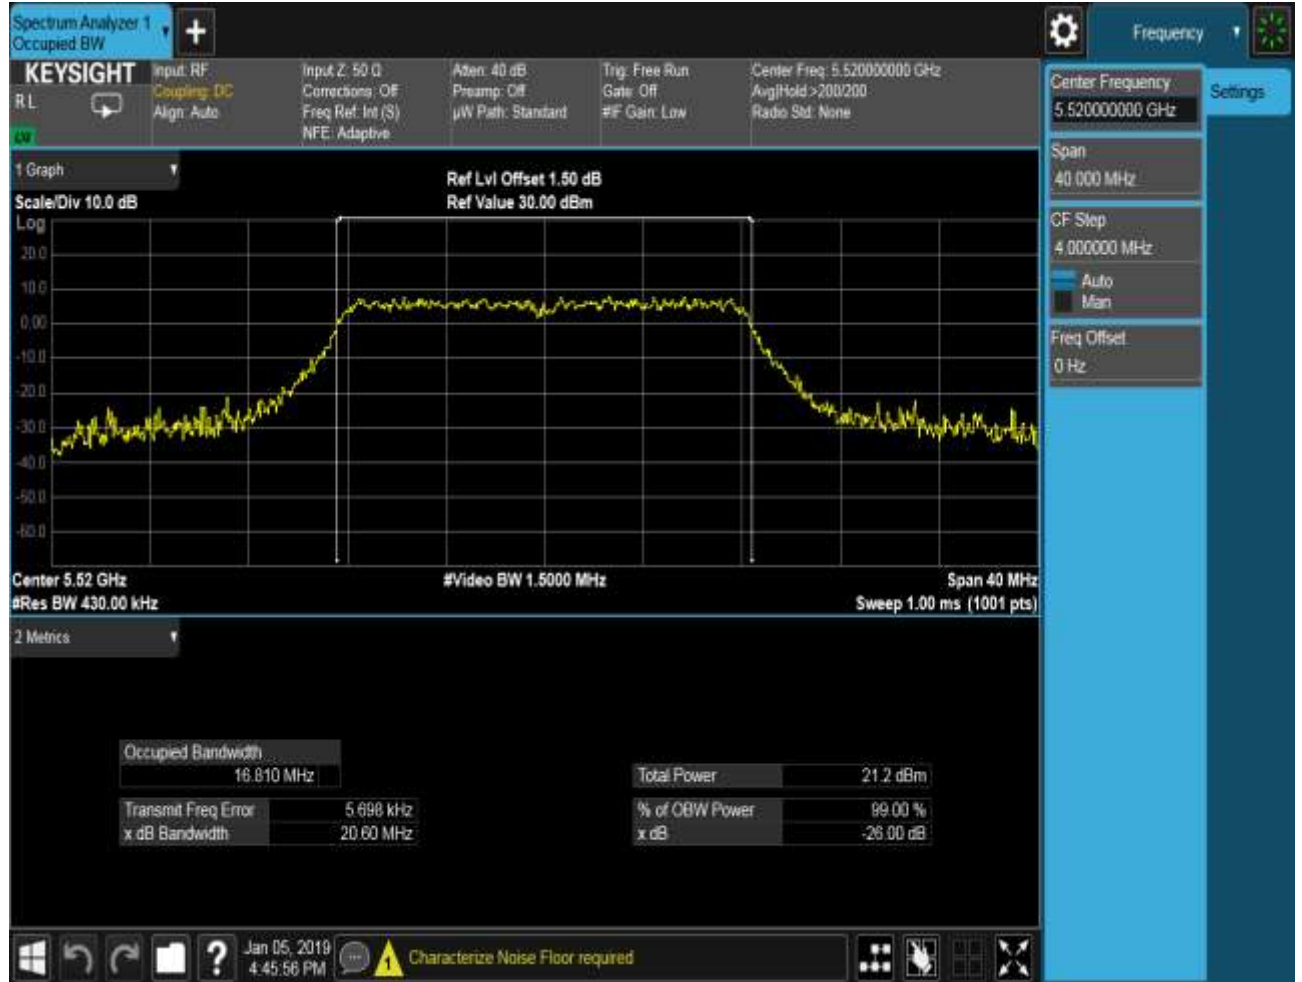 Spectrum Analyzer 1
Occupied BW
+
Frequency
KEYSIGHT
RL
Input: RF
Coupling: DC
Align: Auto
Input Z: 50 Ω
Corrections: Off
Freq Ref: Int (S)
NFE: Adaptive
Atten: 40 dB
Preamp: Off
µW Path: Standard
Trig: Free Run
Gate: Off
#IF Gain: Low
Center Freq: 5.520000000 GHz
Avg|Hold:>200/200
Radio Std: None
Center Frequency
5.520000000 GHz
Settings
Span
40.000 MHz
CF Step
4.000000 MHz
Auto
Man
Freq Offset
0 Hz
1 Graph
Scale/Div 10.0 dB
Ref Lvl Offset 1.50 dB
Ref Value 30.00 dBm
Log
20.0
10.0
0.00
-10.0
-20.0
-30.0
-40.0
-50.0
-60.0
Center 5.52 GHz
#Video BW 1.5000 MHz
Span 40 MHz
#Res BW 430.00 kHz
Sweep 1.00 ms (1001 pts)
2 Metrics
Occupied Bandwidth
16.810 MHz
Total Power 21.2 dBm
Transmit Freq Error 5.698 kHz
% of OBW Power 99.00 %
x dB Bandwidth 20.60 MHz
x dB -26.00 dB
?
Jan 05, 2019
4:45:56 PM
1
Characterize Noise Floor required